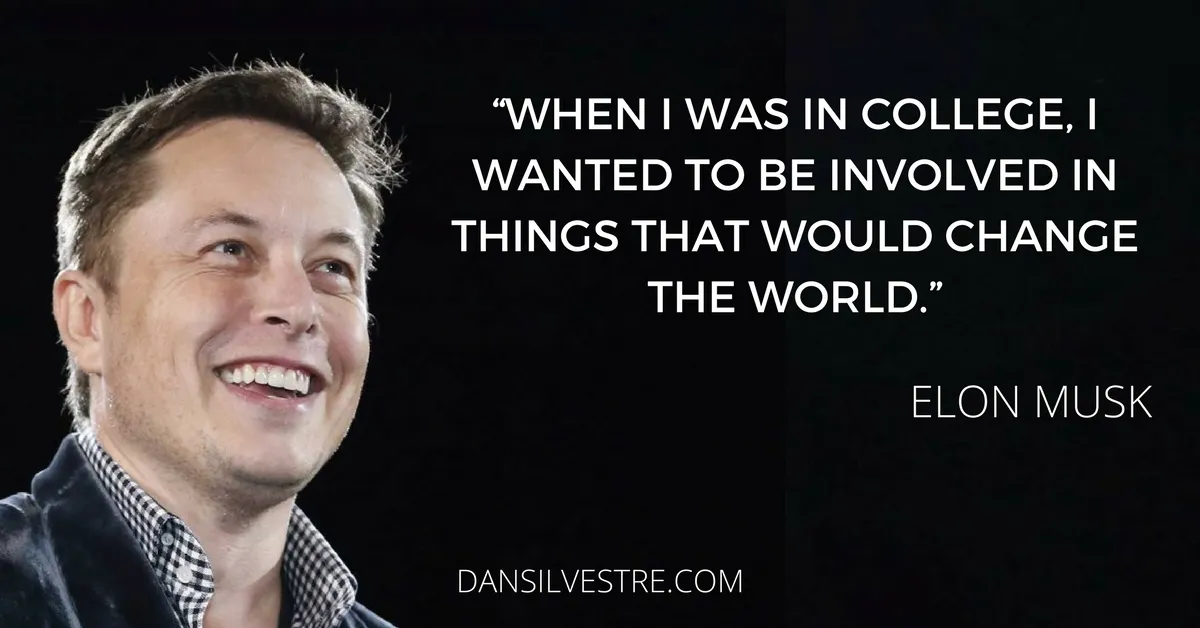 “WHEN I WAS IN COLLEGE, I
WANTED TO BE INVOLVED IN
THINGS THAT WOULD CHANGE
THE WORLD.”
ELON MUSK
DANSILVESTRE.COM